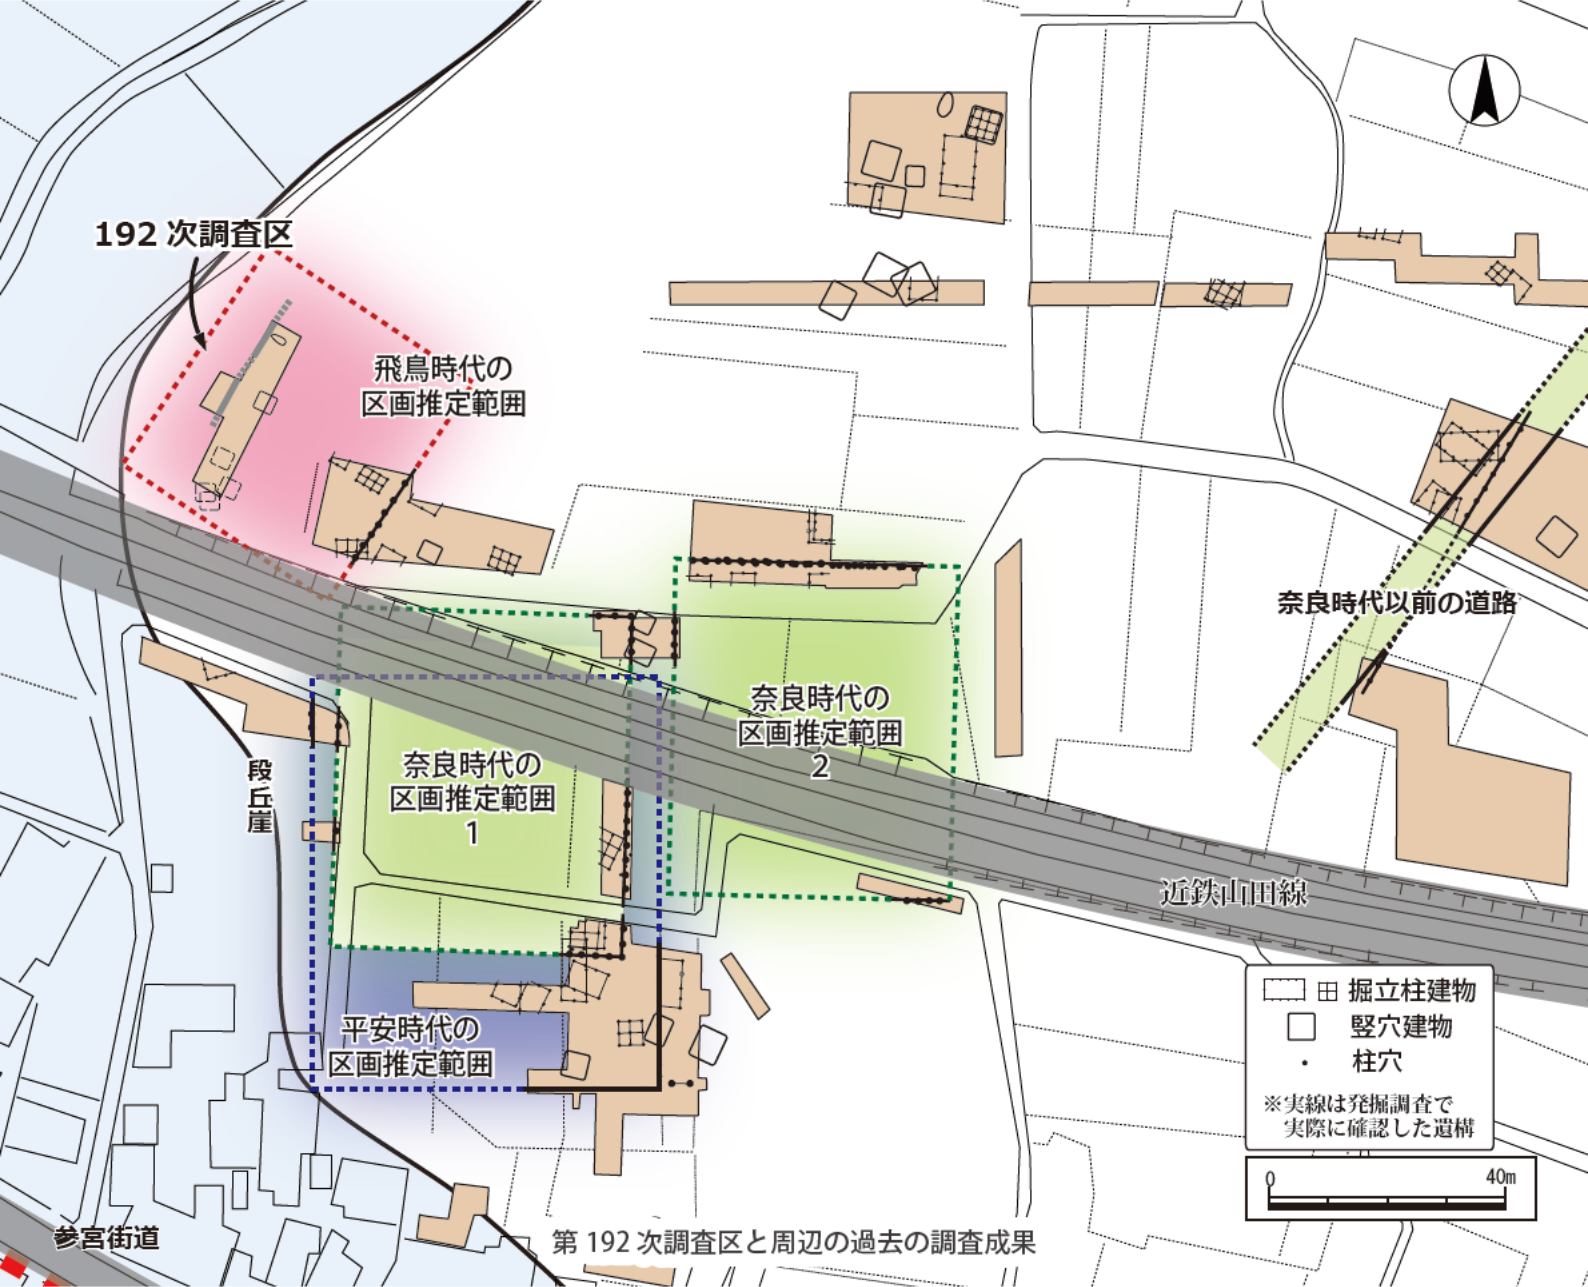 192 次調査区
飛鳥時代の
区画推定範囲
奈良時代以前の道路
奈良時代の
区画推定範囲
2
奈良時代の
区画推定範囲
1
段丘崖
近鉄山田線
平安時代の
区画推定範囲
掘立柱建物
竪穴建物
柱穴
※実線は発掘調査で
実際に確認した遺構
0 40m
参宮街道
第 192 次調査区と周辺の過去の調査成果